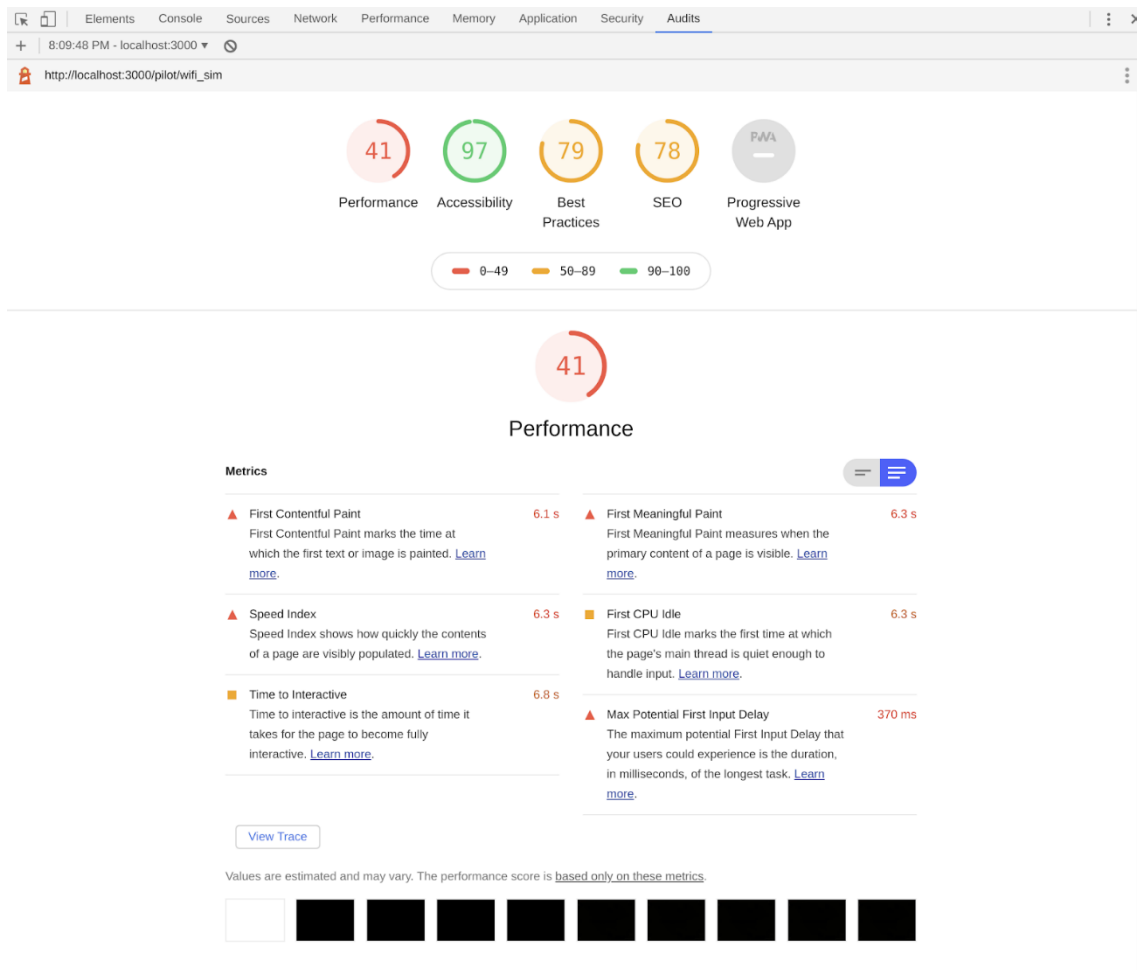 Elements Console Sources Network Performance Memory Application Security Audits
8:09:48 PM - localhost:3000
http://localhost:3000/pilot/wifi_sim
41
Performance
97
Accessibility
79
Best
Practices
78
SEO
PWA
Progressive
Web App
0–49 50–89 90–100
41
Performance
Metrics
First Contentful Paint 6.1 s
First Contentful Paint marks the time at
which the first text or image is painted. Learn
more.
First Meaningful Paint 6.3 s
First Meaningful Paint measures when the
primary content of a page is visible. Learn
more.
Speed Index 6.3 s
Speed Index shows how quickly the contents
of a page are visibly populated. Learn more.
First CPU Idle 6.3 s
First CPU Idle marks the first time at which
the page's main thread is quiet enough to
handle input. Learn more.
Time to Interactive 6.8 s
Time to interactive is the amount of time it
takes for the page to become fully
interactive. Learn more.
Max Potential First Input Delay 370 ms
The maximum potential First Input Delay that
your users could experience is the duration,
in milliseconds, of the longest task. Learn
more.
View Trace
Values are estimated and may vary. The performance score is based only on these metrics.